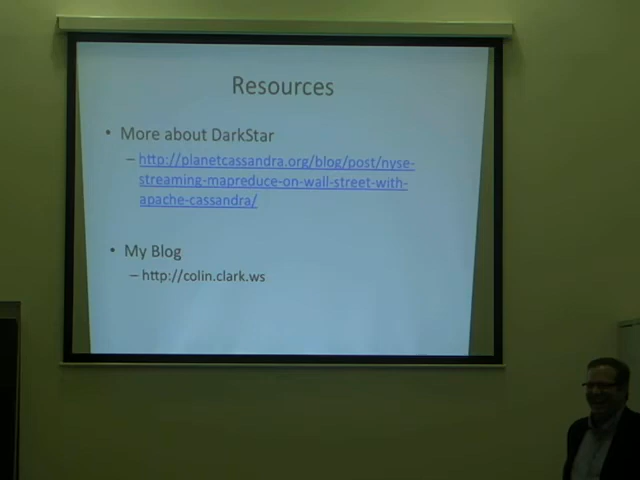 Resources
• More about DarkStar
– http://planetcassandra.org/blog/post/nyse-
streaming-mapreduce-on-wall-street-with-
apache-cassandra/
• My Blog
– http://colin.clark.ws